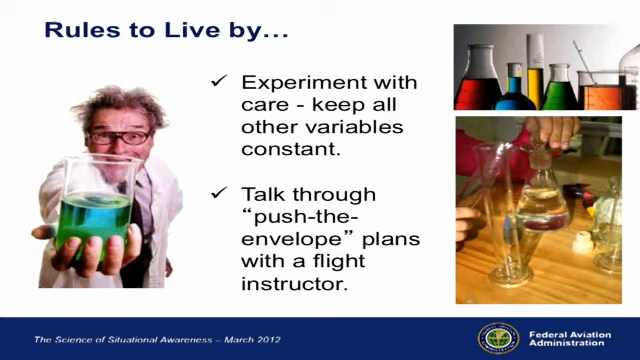 Rules to Live by…
✓ Experiment with
care - keep all
other variables
constant.
✓ Talk through
“push-the-
envelope” plans
with a flight
instructor.
The Science of Situational Awareness – March 2012
Federal Aviation
Administration